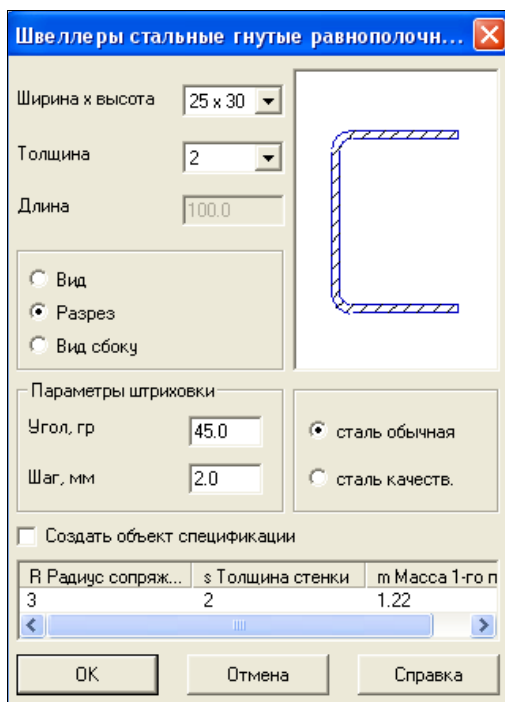 Швеллеры стальные гнутые равнополочн...
Ширина х высота
25 x 30
Толщина
2
Длина
100.0
Вид
Разрез
Вид сбоку
Параметры штриховки
Угол, гр
45.0
Шаг, мм
2.0
сталь обычная
сталь качеств.
Создать объект спецификации
R Радиус сопряж... s Толщина стенки m Масса 1-го п
3 2 1.22
OK Отмена Справка